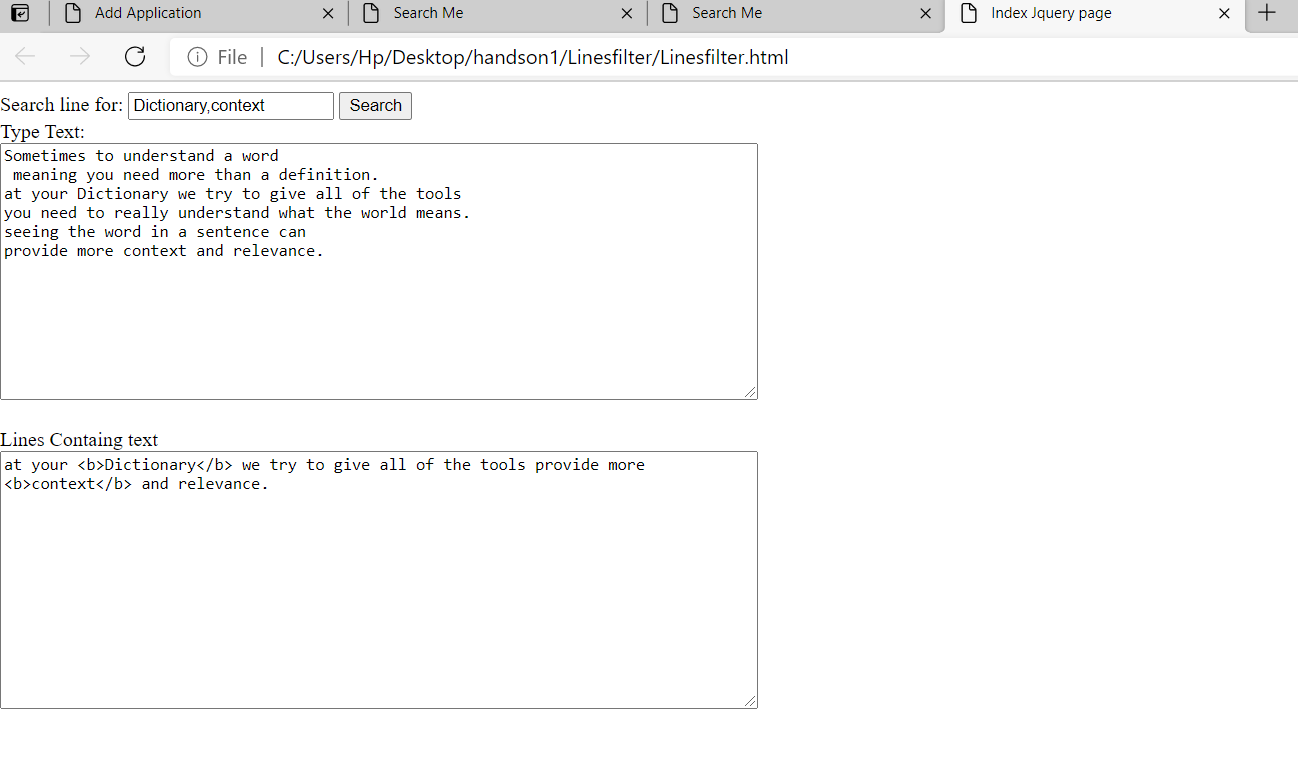 Add Application
Search Me
Search Me
Index Jquery page
File | C:/Users/Hp/Desktop/handson1/Linesfilter/Linesfilter.html
Search line for: Dictionary,context Search
Type Text:
Sometimes to understand a word
meaning you need more than a definition.
at your Dictionary we try to give all of the tools
you need to really understand what the world means.
seeing the word in a sentence can
provide more context and relevance.
Lines Containg text
at your <b>Dictionary</b> we try to give all of the tools provide more
<b>context</b> and relevance.